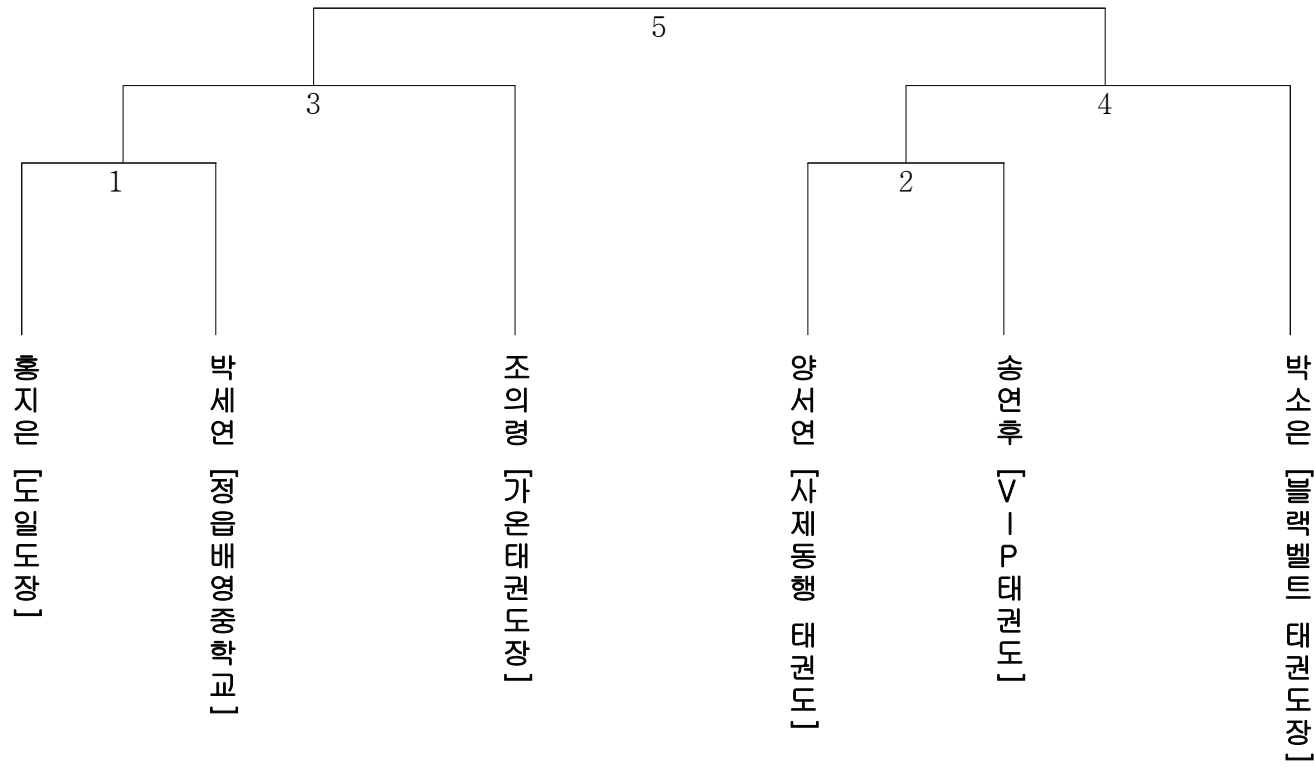 5
3
4
1
2
홍지은 [도일도장]
박세연 [정읍배영중학교]
조의령 [가온태권도장]
양서연 [사제동행 태권도]
송연후 [VIP태권도]
박소은 [블랙벨트 태권도장]